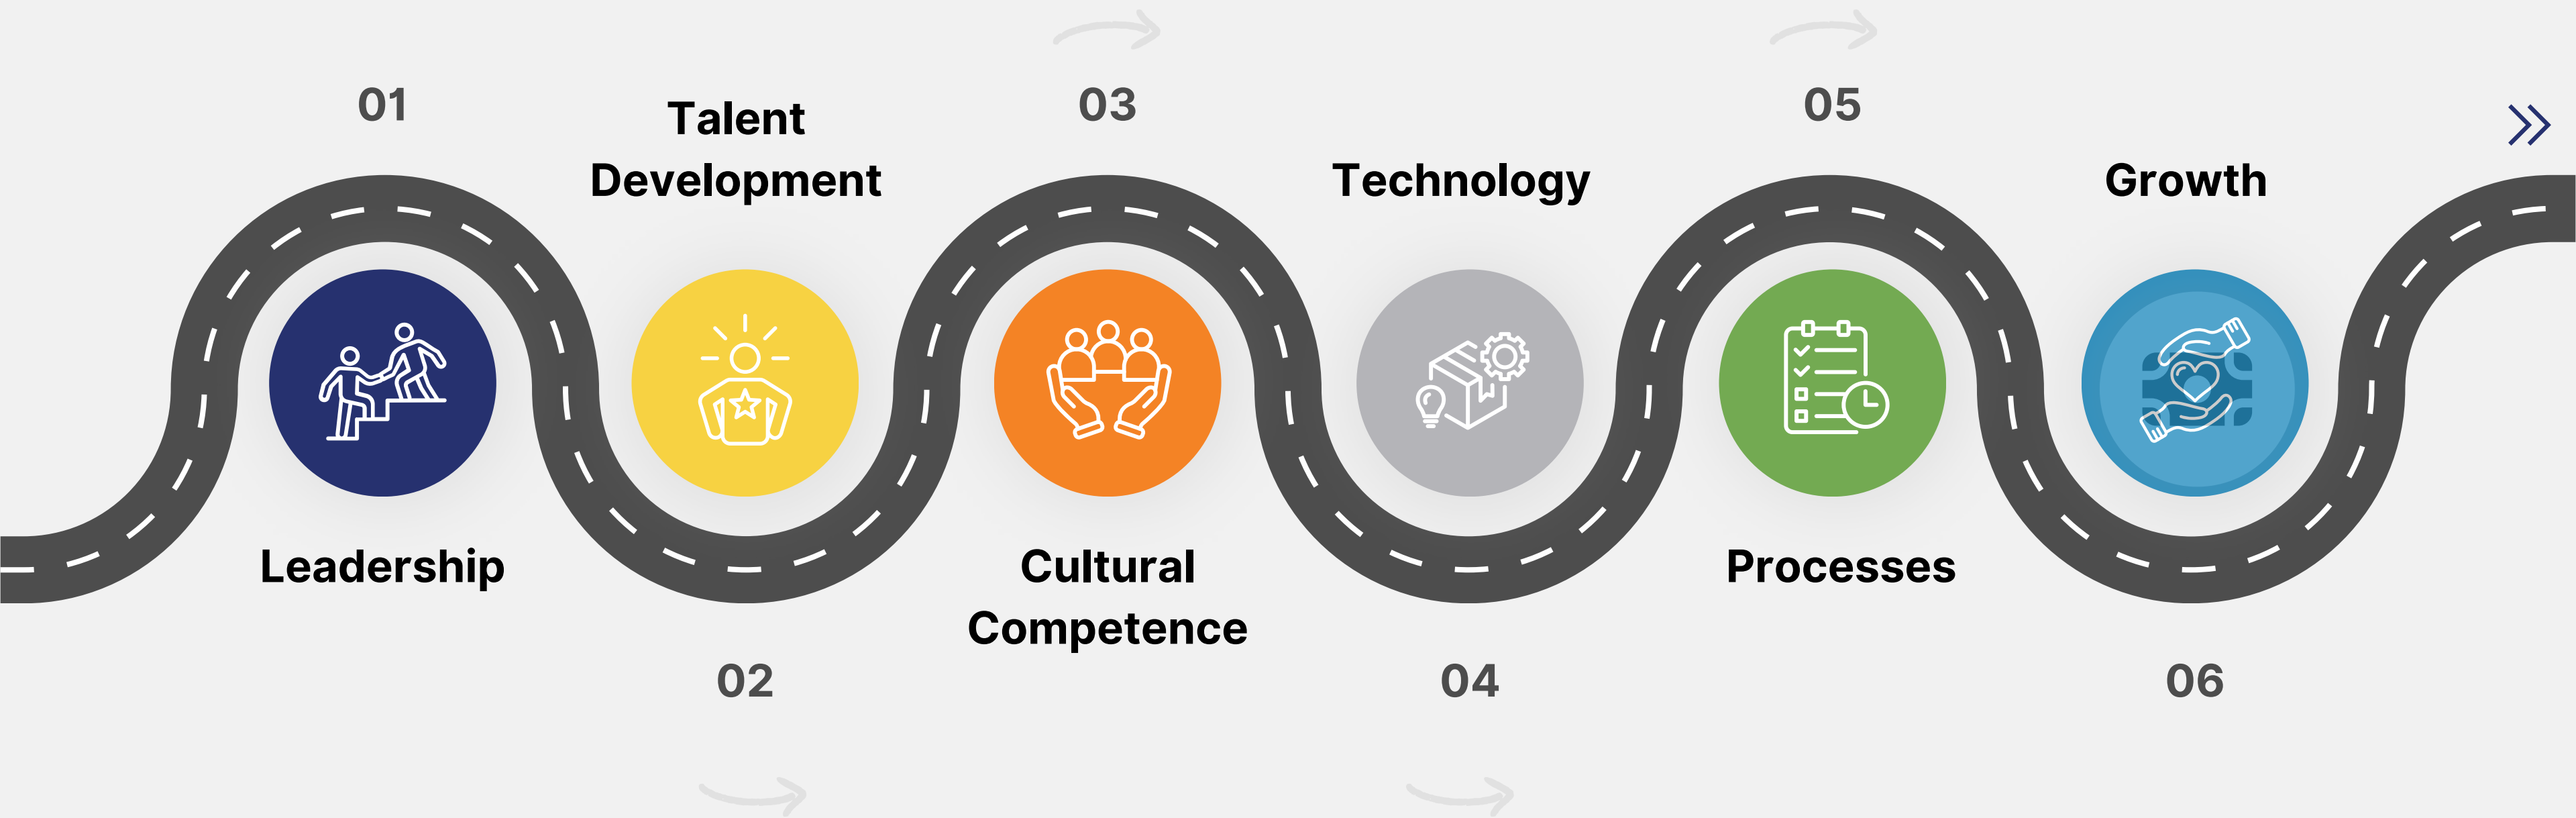 01
Leadership
Talent
Development
02
03
Cultural
Competence
Technology
04
05
Processes
Growth
06